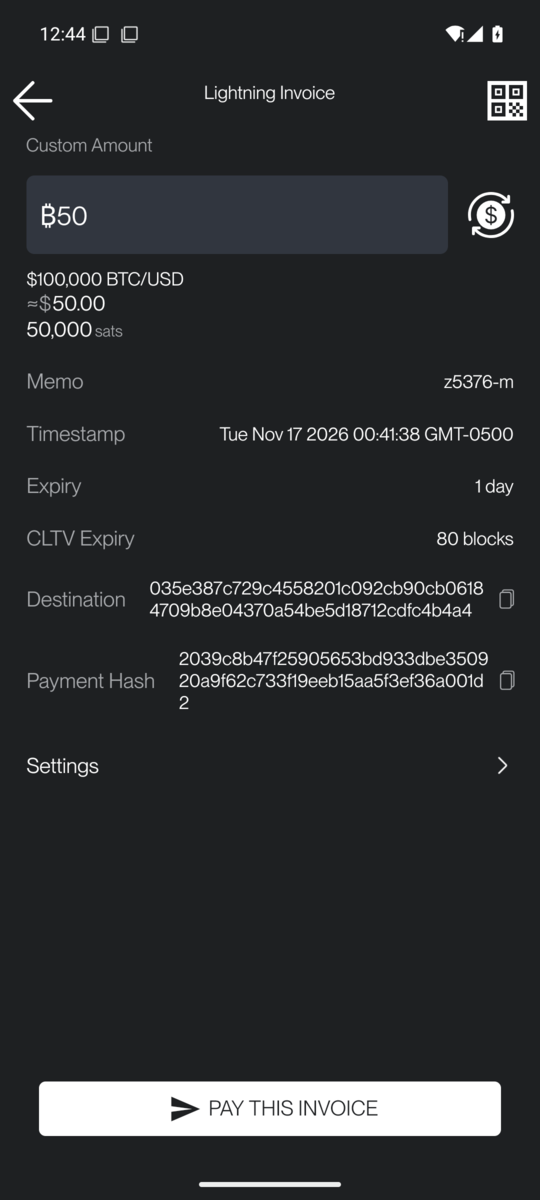 12:44
Lightning Invoice
Custom Amount
₿50
$
$100,000 BTC/USD
≈$50.00
50,000 sats
Memo z5376-m
Timestamp Tue Nov 17 2026 00:41:38 GMT-0500
Expiry 1 day
CLTV Expiry 80 blocks
Destination 035e387c729c4558201c092cb90cb0618
4709b8e04370a54be5d18712cdfc4b4a4
Payment Hash 2039c8b47f25905653bd933dbe3509
20a9f62c733f19eeb15aa5f3ef36a001d
2
Settings
PAY THIS INVOICE